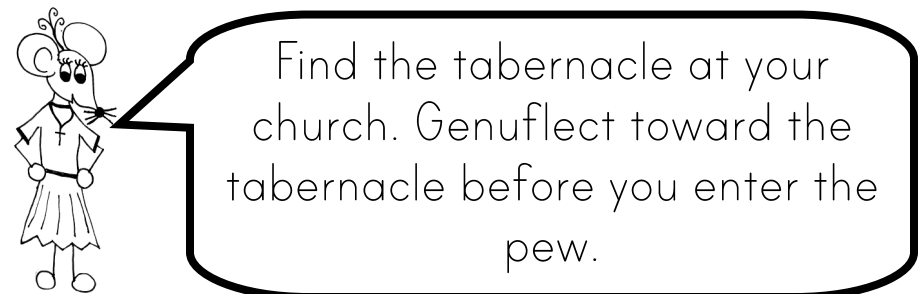 Find the tabernacle at your
church. Genuflect toward the
tabernacle before you enter the
pew.